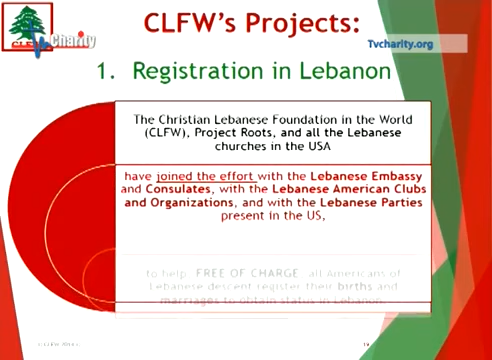 CLFW's Projects:
Charity
Tvcharity.org
1. Registration in Lebanon
The Christian Lebanese Foundation in the World
(CLFW), Project Roots, and all the Lebanese
churches in the USA
have joined the effort with the Lebanese Embassy
and Consulates, with the Lebanese American Clubs
and Organizations, and with the Lebanese Parties
present in the US,
to help, FREE OF CHARGE, all Americans of
Lebanese descent register their births and
marriages to obtain status in Lebanon.